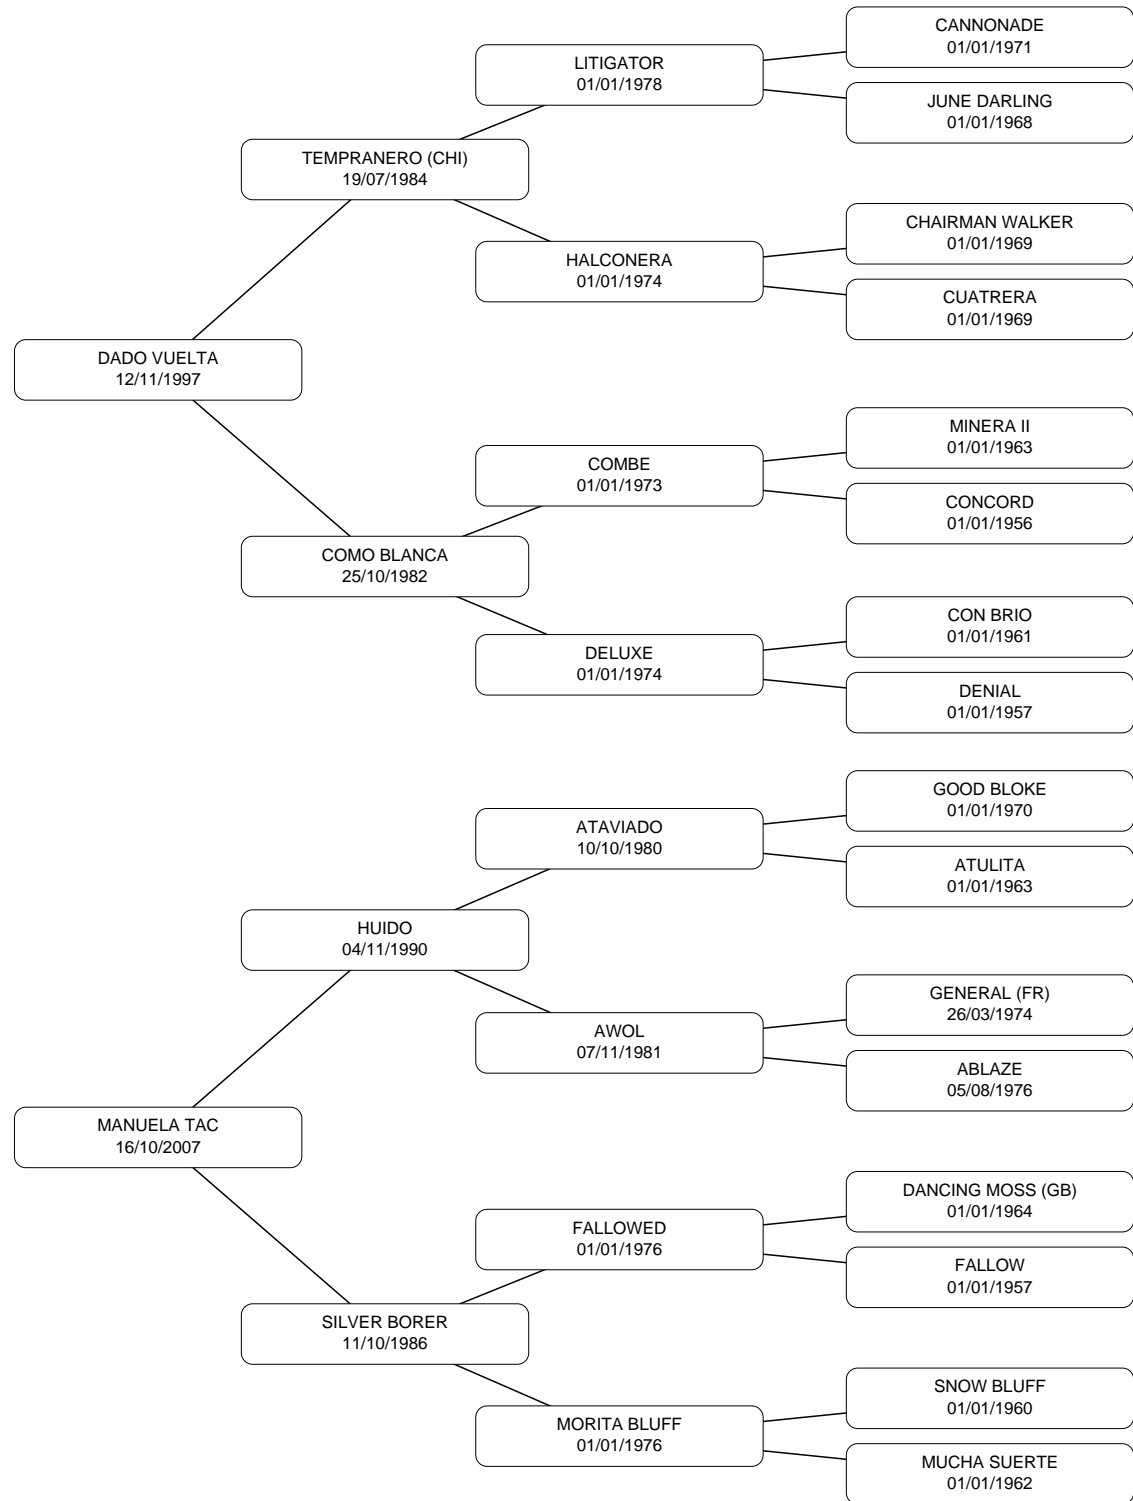 CANNONADE
01/01/1971
LITIGATOR
01/01/1978
JUNE DARLING
01/01/1968
TEMPRANERO (CHI)
19/07/1984
CHAIRMAN WALKER
01/01/1969
HALCONERA
01/01/1974
CUATRERA
01/01/1969
DADO VUELTA
12/11/1997
MINERA II
01/01/1963
COMBE
01/01/1973
CONCORD
01/01/1956
COMO BLANCA
25/10/1982
CON BRIO
01/01/1961
DELUXE
01/01/1974
DENIAL
01/01/1957
GOOD BLOKE
01/01/1970
ATAVIADO
10/10/1980
ATULITA
01/01/1963
HUIDO
04/11/1990
GENERAL (FR)
26/03/1974
AWOL
07/11/1981
ABLAZE
05/08/1976
MANUELA TAC
16/10/2007
DANCING MOSS (GB)
01/01/1964
FALLOWED
01/01/1976
FALLOW
01/01/1957
SILVER BORER
11/10/1986
SNOW BLUFF
01/01/1960
MORITA BLUFF
01/01/1976
MUCHA SUERTE
01/01/1962